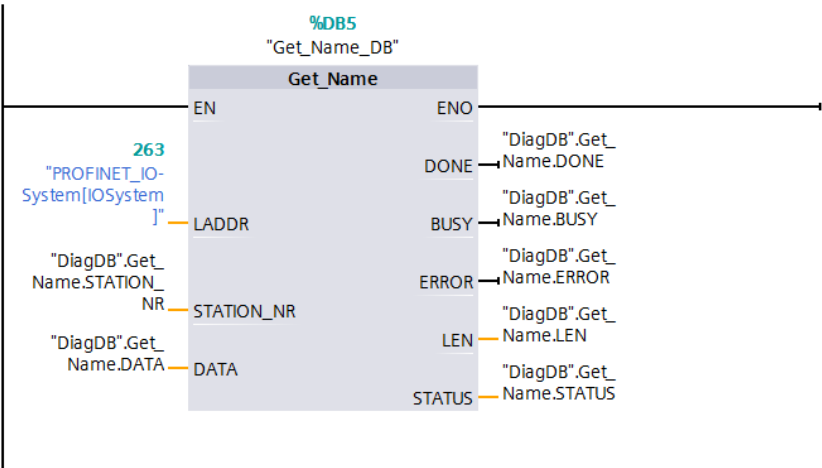 %DB5
"Get_Name_DB"
Get_Name
EN
ENO
263
"PROFINET_IO-
System[IOSystem
]"
LADDR
"DiagDB".Get_
Name.STATION_
NR
STATION_NR
"DiagDB".Get_
Name.DATA
DATA
"DiagDB".Get_
Name.DONE
DONE
"DiagDB".Get_
Name.BUSY
BUSY
"DiagDB".Get_
Name.ERROR
ERROR
"DiagDB".Get_
Name.LEN
LEN
"DiagDB".Get_
Name.STATUS
STATUS